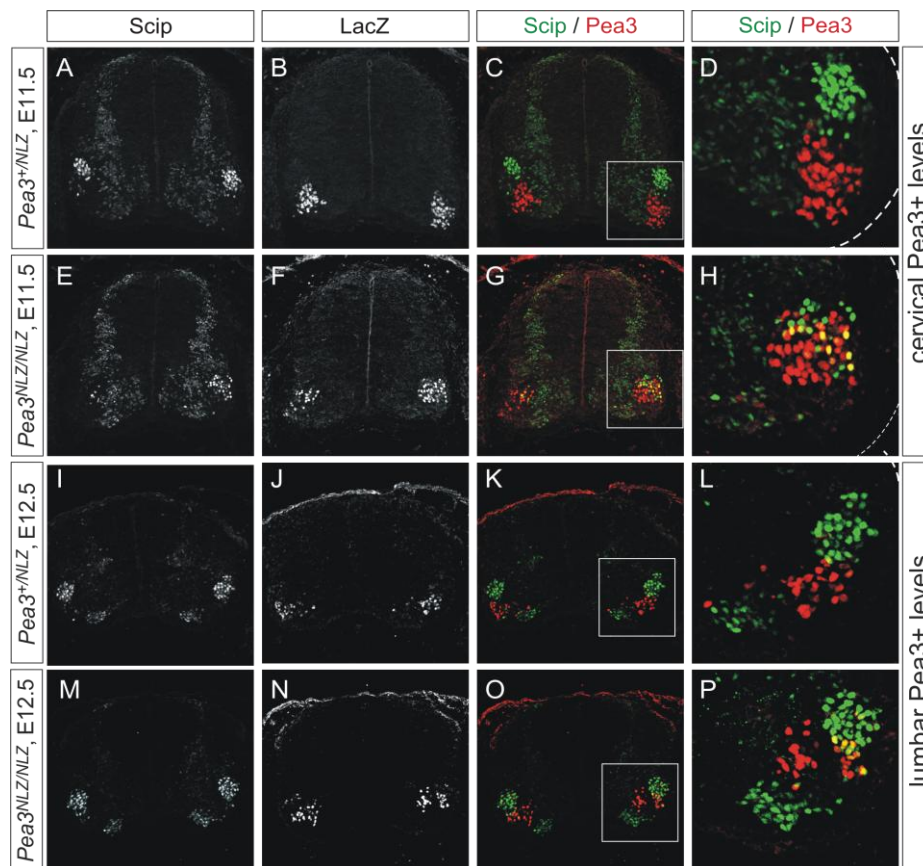 Scip
LacZ
Scip / Pea3
Scip / Pea3
Pea3+/NLZ, E11.5
A
B
C
D
cervical Pea3+ levels
Pea3NLZ/NLZ, E11.5
E
F
G
H
Pea3+/NLZ, E12.5
I
J
K
L
lumbar Pea3+ levels
Pea3NLZ/NLZ, E12.5
M
N
O
P